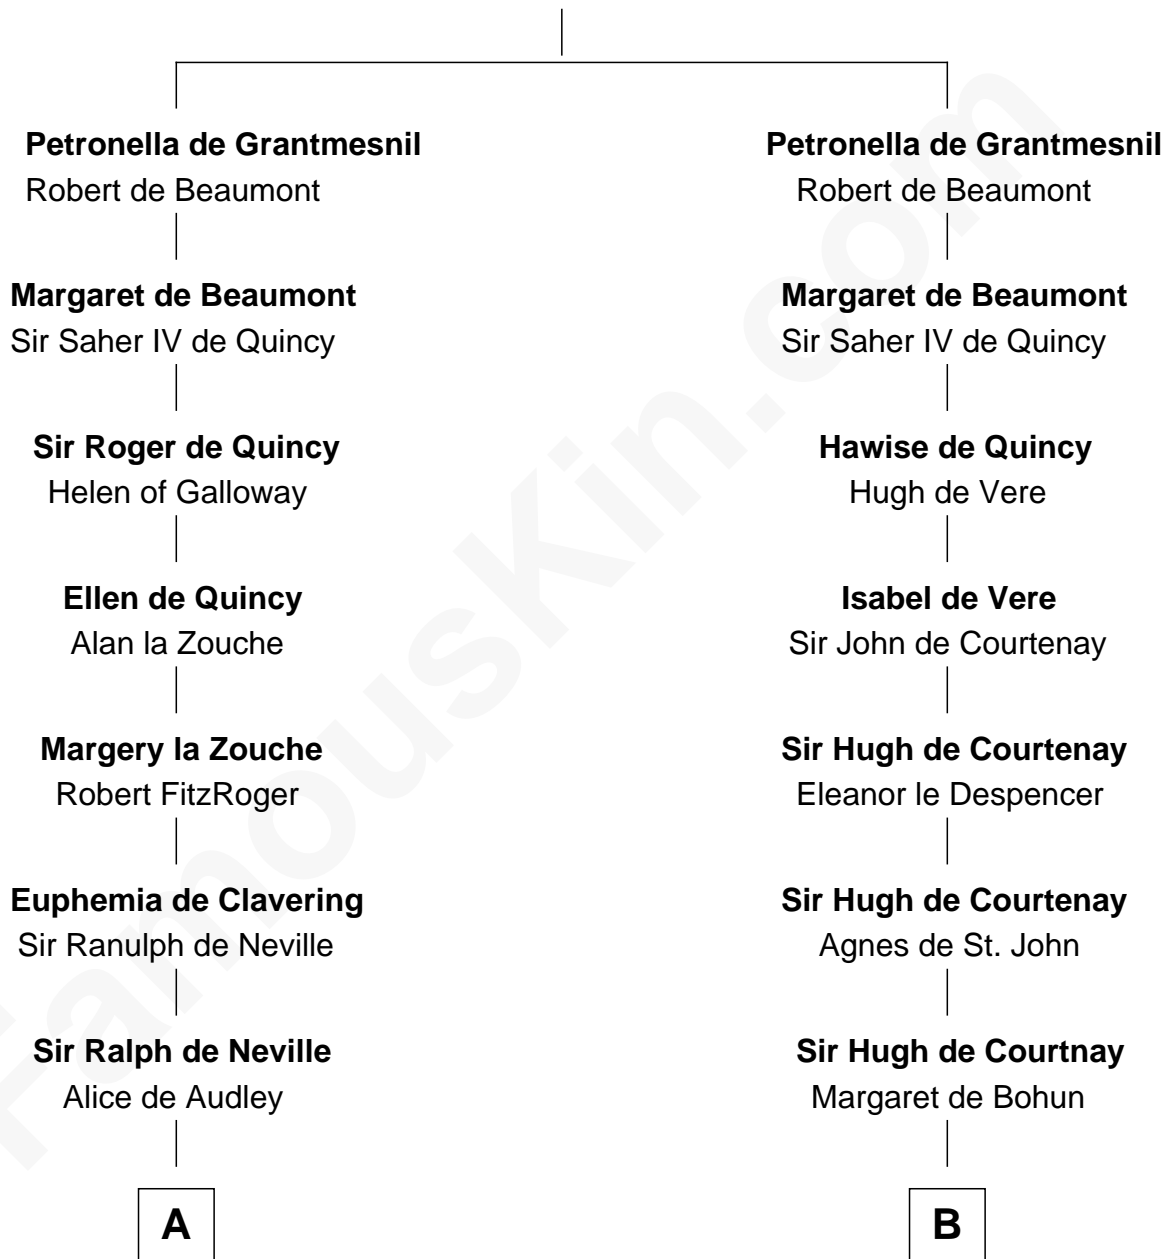 Petronella de Grantmesnil
Robert de Beaumont
Margaret de Beaumont
Sir Saher IV de Quincy
Sir Roger de Quincy
Helen of Galloway
Ellen de Quincy
Alan la Zouche
Margery la Zouche
Robert FitzRoger
Euphemia de Clavering
Sir Ranulph de Neville
Sir Ralph de Neville
Alice de Audley
A
Petronella de Grantmesnil
Robert de Beaumont
Margaret de Beaumont
Sir Saher IV de Quincy
Hawise de Quincy
Hugh de Vere
Isabel de Vere
Sir John de Courtenay
Sir Hugh de Courtenay
Eleanor le Despencer
Sir Hugh de Courtenay
Agnes de St. John
Sir Hugh de Courtnay
Margaret de Bohun
B
FamousKin.com